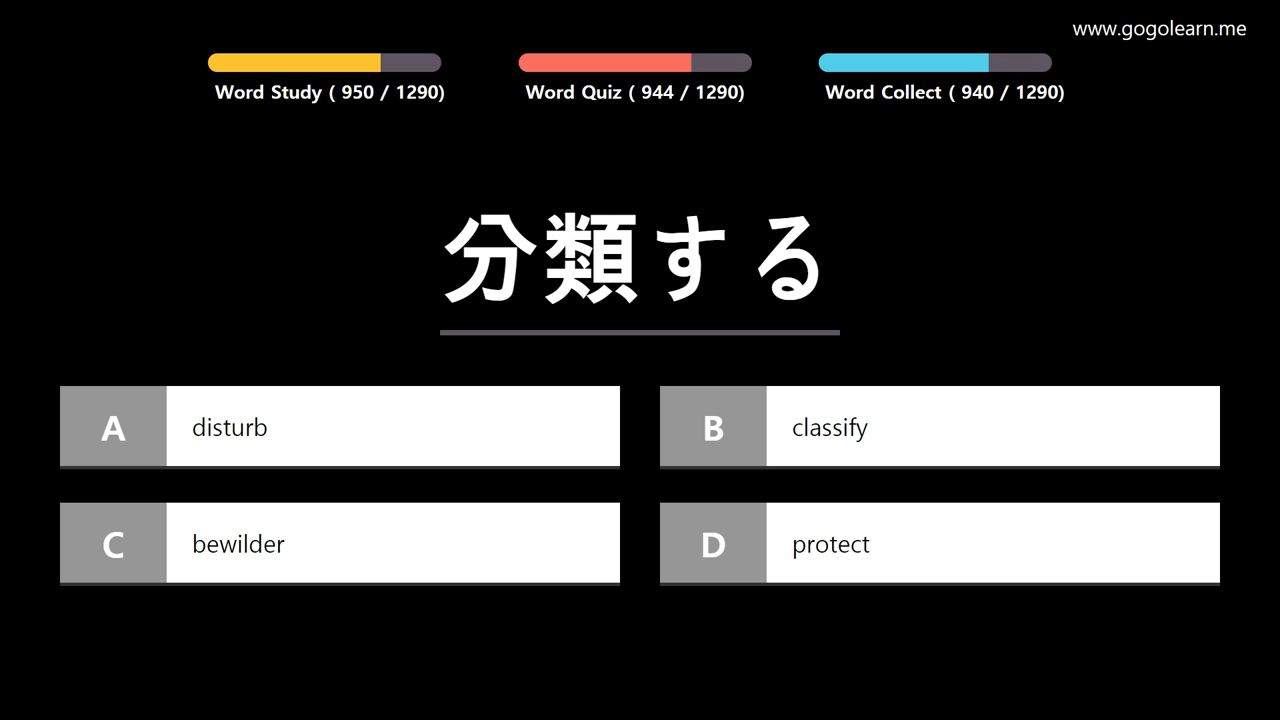 www.gogolearn.me
Word Study ( 950 / 1290)
Word Quiz ( 944 / 1290)
Word Collect ( 940 / 1290)
分類する
A disturb
B classify
C bewilder
D protect